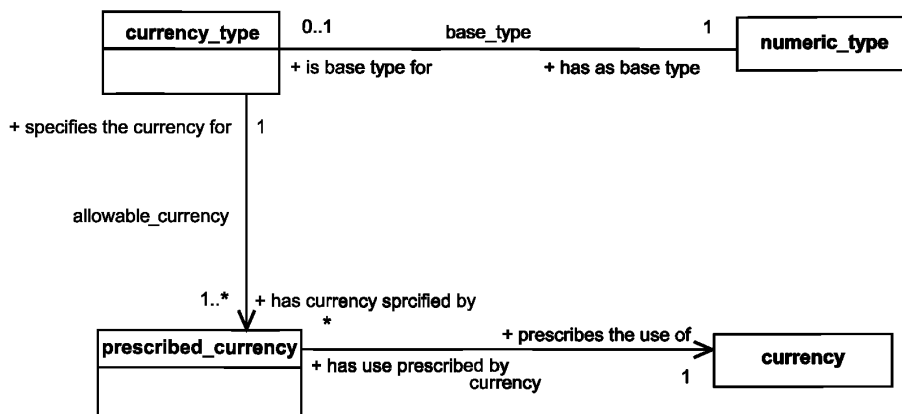 currency_type
0..1
base_type
1
numeric_type
+ is base type for
+ has as base type
+ specifies the currency for
1
allowable_currency
1..*
+ has currency sprcified by
*
prescribed_currency
+ prescribes the use of
currency
+ has use prescribed by
currency
1